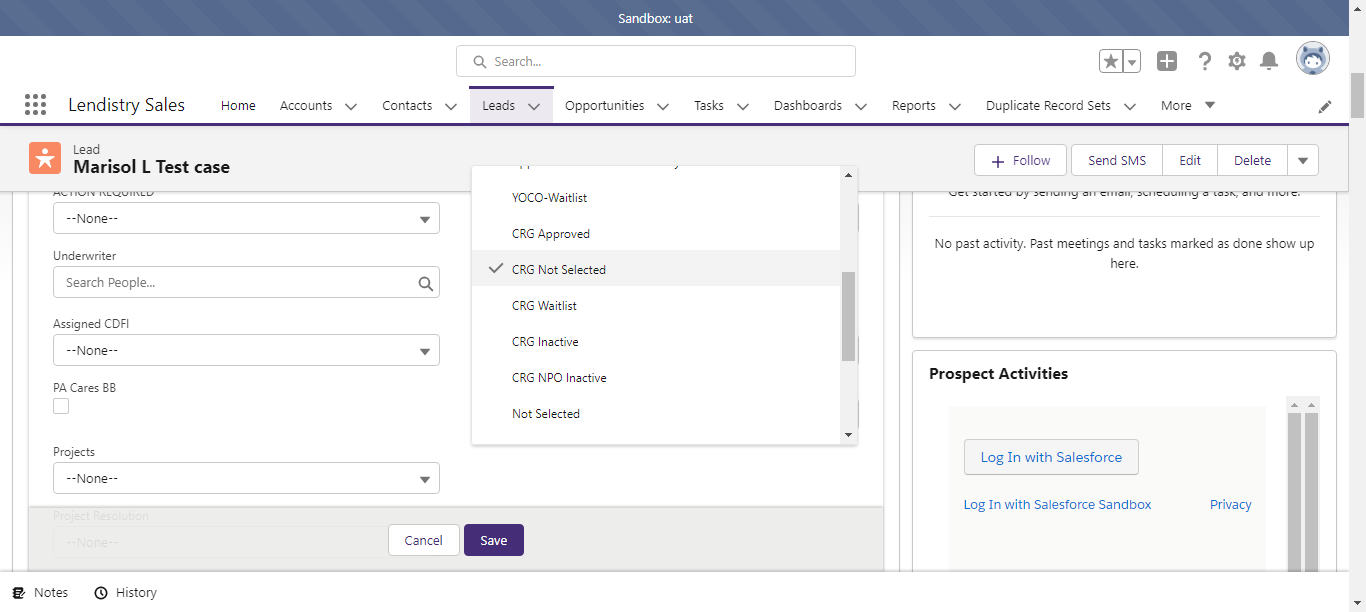 Sandbox: uat
Search...
Lendistry Sales
Home
Accounts
Contacts
Leads
Opportunities
Tasks
Dashboards
Reports
Duplicate Record Sets
More
Lead
Marisol L Test case
Follow
Send SMS
Edit
Delete
ACTION REQUIRED
--None--
Underwriter
Search People...
Assigned CDFI
--None--
PA Cares BB
Projects
--None--
Project Resolution
--None--
YOCO-Waitlist
CRG Approved
CRG Not Selected
CRG Waitlist
CRG Inactive
CRG NPO Inactive
Not Selected
Cancel
Save
Get started by sending an email, scheduling a task, and more.
No past activity. Past meetings and tasks marked as done show up
here.
Prospect Activities
Log In with Salesforce
Log In with Salesforce Sandbox
Privacy
Notes
History